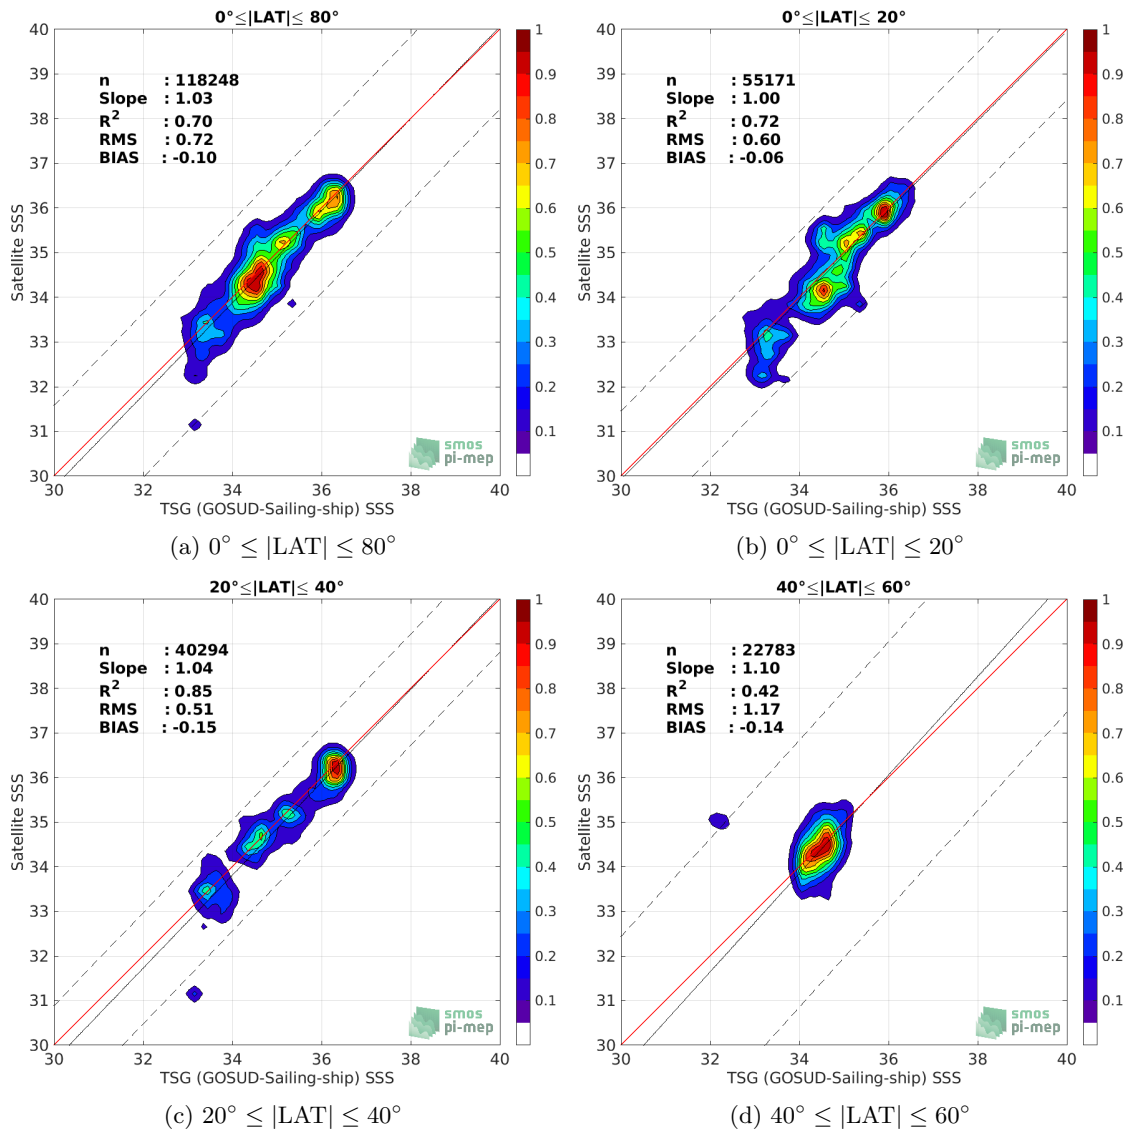 0°≤|LAT|≤ 80°
n : 118248
Slope : 1.03
R² : 0.70
RMS : 0.72
BIAS : -0.10
Satellite SSS
40
39
38
37
36
35
34
33
32
31
30
30 32 34 36 38 40
TSG (GOSUD-Sailing-ship) SSS
1
0.9
0.8
0.7
0.6
0.5
0.4
0.3
0.2
0.1
smos
pi-mep
(a) 0° ≤ |LAT| ≤ 80°
0°≤|LAT|≤ 20°
n : 55171
Slope : 1.00
R² : 0.72
RMS : 0.60
BIAS : -0.06
Satellite SSS
40
39
38
37
36
35
34
33
32
31
30
30 32 34 36 38 40
TSG (GOSUD-Sailing-ship) SSS
1
0.9
0.8
0.7
0.6
0.5
0.4
0.3
0.2
0.1
smos
pi-mep
(b) 0° ≤ |LAT| ≤ 20°
20°≤|LAT|≤ 40°
n : 40294
Slope : 1.04
R² : 0.85
RMS : 0.51
BIAS : -0.15
Satellite SSS
40
39
38
37
36
35
34
33
32
31
30
30 32 34 36 38 40
TSG (GOSUD-Sailing-ship) SSS
1
0.9
0.8
0.7
0.6
0.5
0.4
0.3
0.2
0.1
smos
pi-mep
(c) 20° ≤ |LAT| ≤ 40°
40°≤|LAT|≤ 60°
n : 22783
Slope : 1.10
R² : 0.42
RMS : 1.17
BIAS : -0.14
Satellite SSS
40
39
38
37
36
35
34
33
32
31
30
30 32 34 36 38 40
TSG (GOSUD-Sailing-ship) SSS
1
0.9
0.8
0.7
0.6
0.5
0.4
0.3
0.2
0.1
smos
pi-mep
(d) 40° ≤ |LAT| ≤ 60°